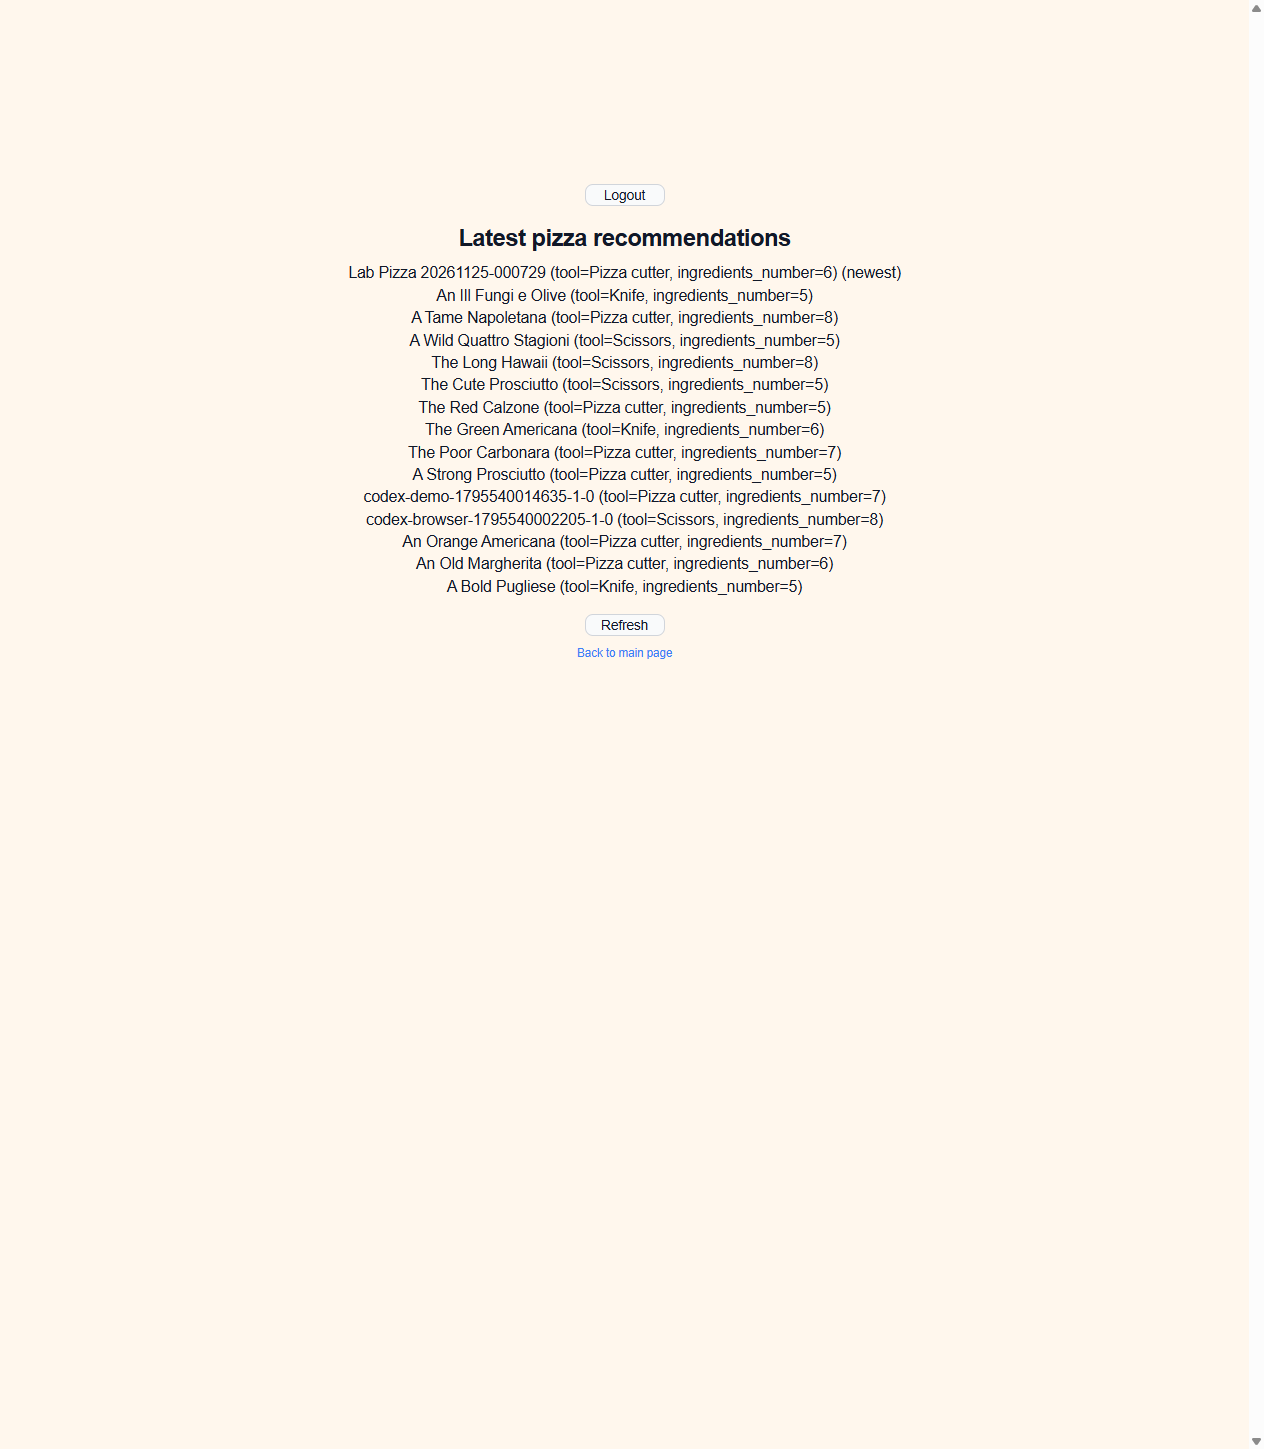 Logout
Latest pizza recommendations
Lab Pizza 20261125-000729 (tool=Pizza cutter, ingredients_number=6) (newest)
An Ill Fungi e Olive (tool=Knife, ingredients_number=5)
A Tame Napoletana (tool=Pizza cutter, ingredients_number=8)
A Wild Quattro Stagioni (tool=Scissors, ingredients_number=5)
The Long Hawaii (tool=Scissors, ingredients_number=8)
The Cute Prosciutto (tool=Scissors, ingredients_number=5)
The Red Calzone (tool=Pizza cutter, ingredients_number=5)
The Green Americana (tool=Knife, ingredients_number=6)
The Poor Carbonara (tool=Pizza cutter, ingredients_number=7)
A Strong Prosciutto (tool=Pizza cutter, ingredients_number=5)
codex-demo-1795540014635-1-0 (tool=Pizza cutter, ingredients_number=7)
codex-browser-1795540002205-1-0 (tool=Scissors, ingredients_number=8)
An Orange Americana (tool=Pizza cutter, ingredients_number=7)
An Old Margherita (tool=Pizza cutter, ingredients_number=6)
A Bold Pugliese (tool=Knife, ingredients_number=5)
Refresh
Back to main page